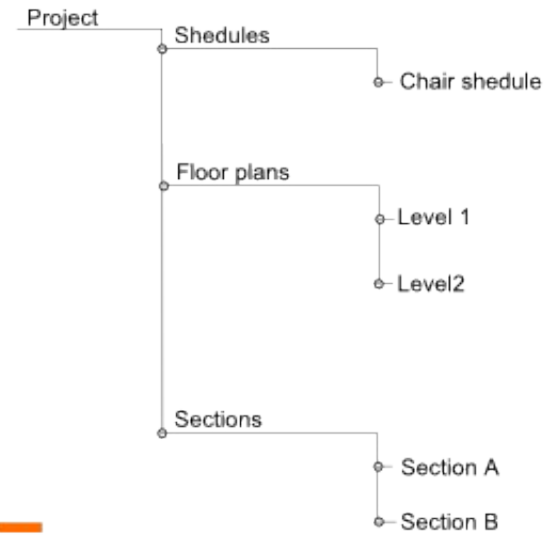 Project
Shedules
Chair shedule
Floor plans
Level 1
Level2
Sections
Section A
Section B